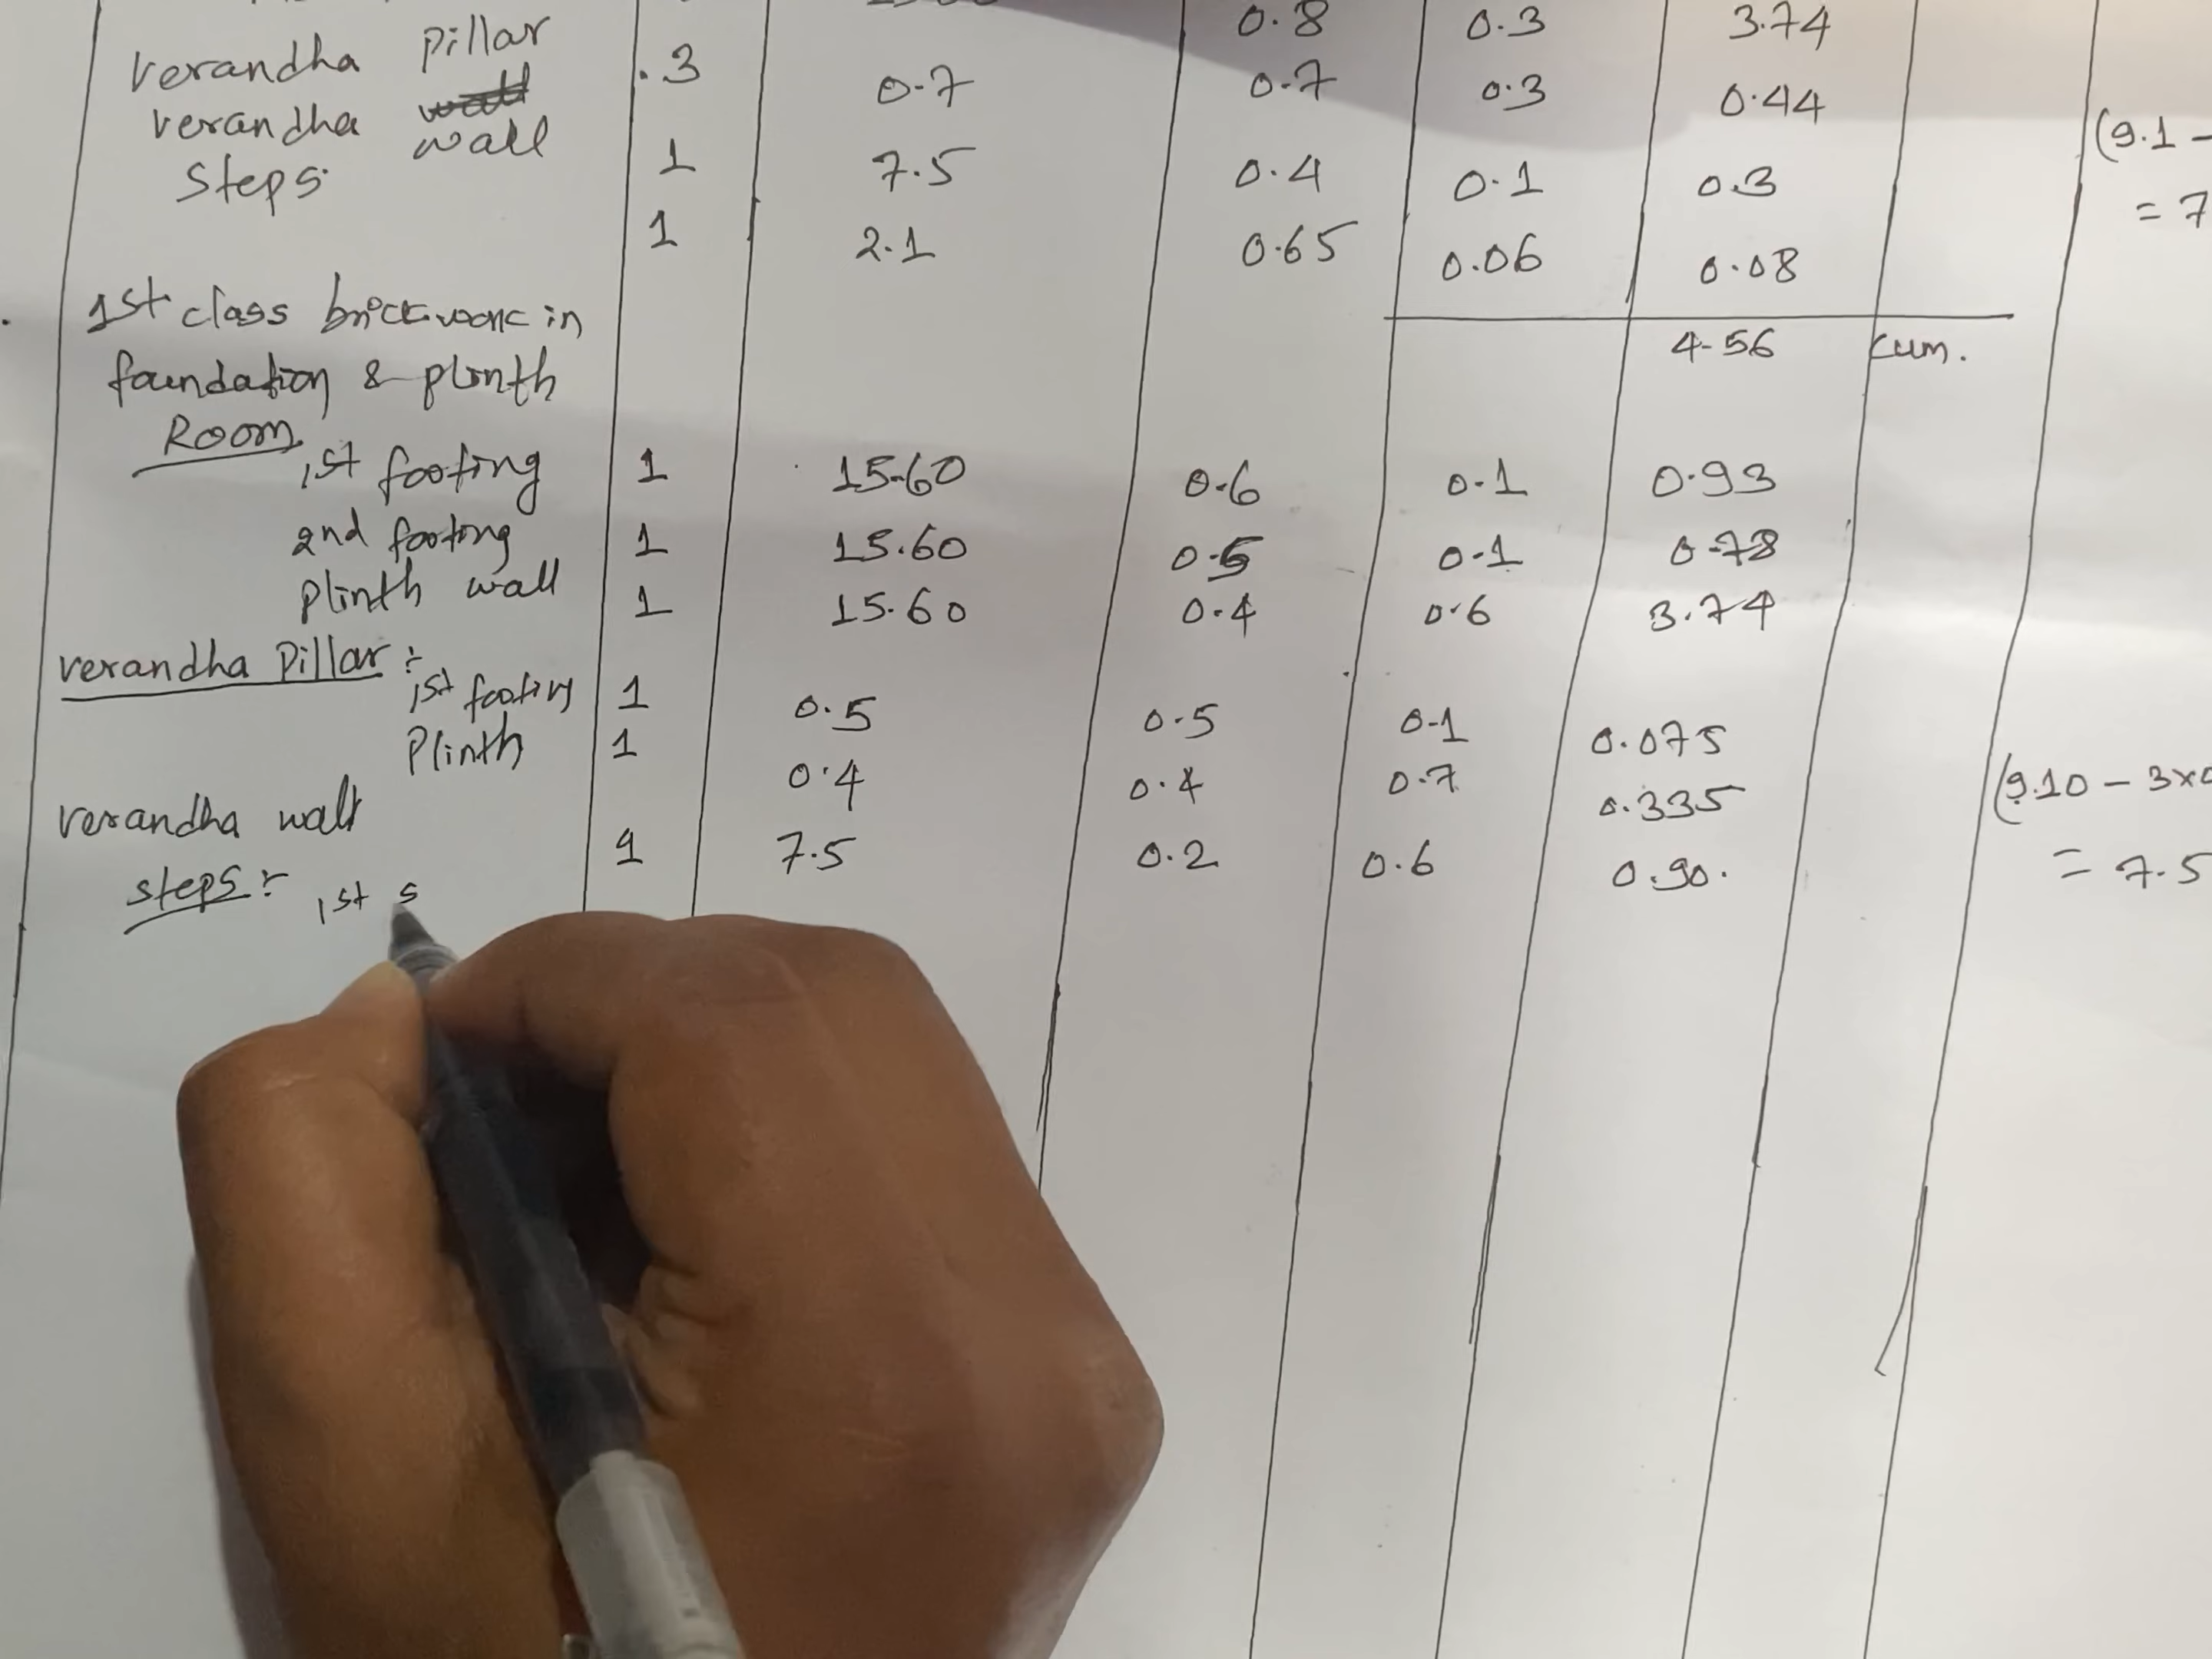 0.8 0.3 3.74
verandha pillar .3 0.7 0.7 0.3 0.44
verandha wall 1 7.5 0.4 0.1 0.3
steps 1 2.1 0.65 0.06 0.08
(9.1 -
= 7
4.56 cum.
1st class brick work in
foundation & plinth
Room
1st footing 1 15.60 0.6 0.1 0.93
2nd footing 1 15.60 0.5 0.1 0.78
plinth wall 1 15.60 0.4 0.6 3.74
verandha pillar :-
1st footing 1 0.5 0.5 0.1 0.075
Plinth 1 0.4 0.4 0.7 0.335
verandha wall 1 7.5 0.2 0.6 0.90.
(9.10 - 3x0
= 7.5
steps :- 1st s